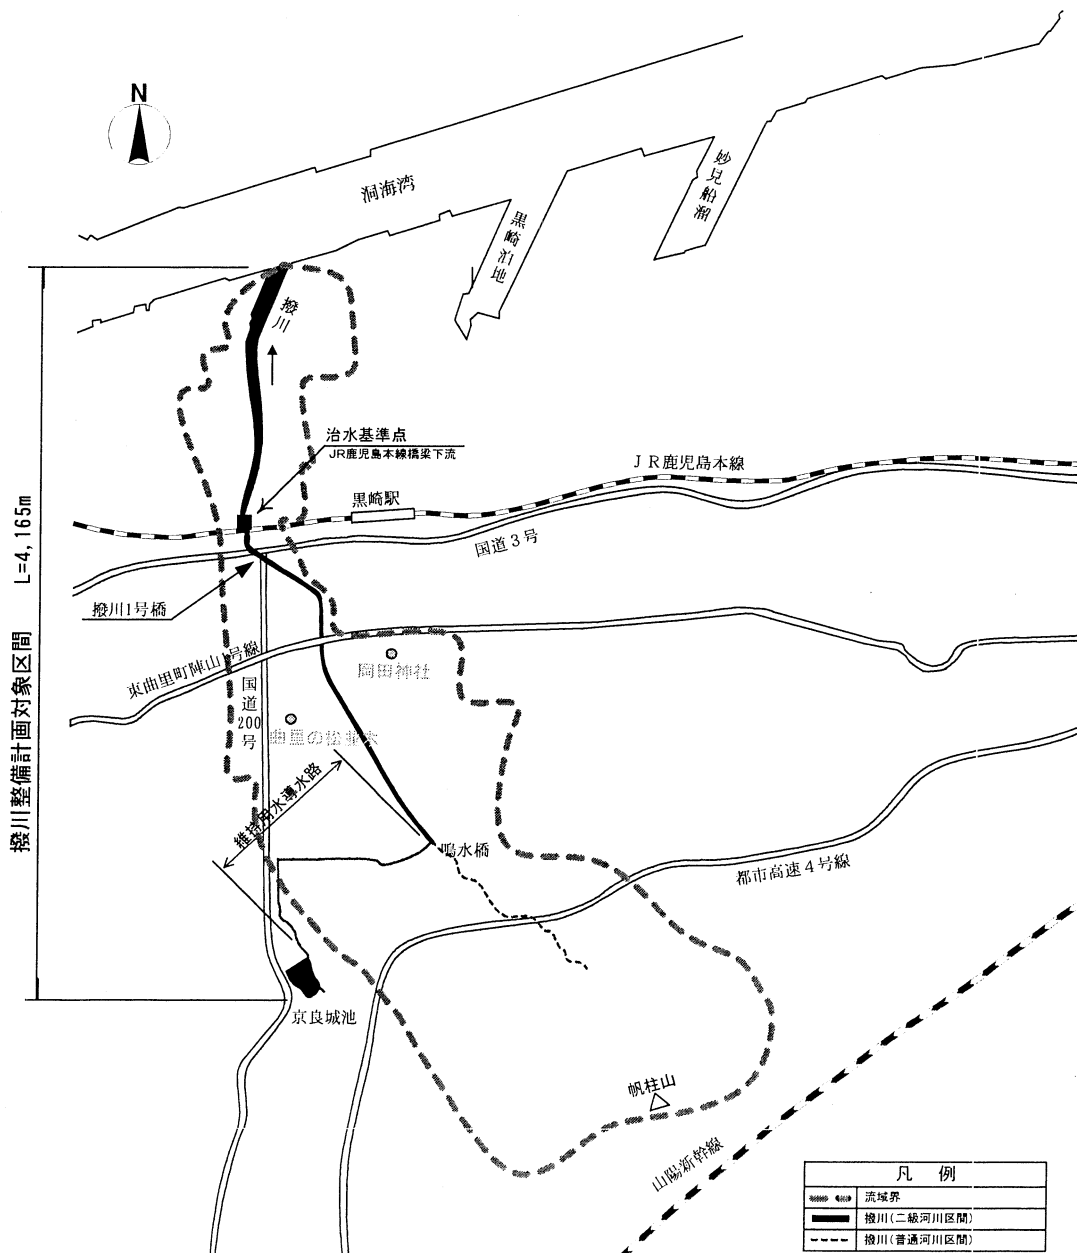 N
洞海湾
妙見船溜
黒崎泊地
撥川
治水基準点
JR鹿児島本線橋梁下流
JR鹿児島本線
黒崎駅
国道3号
撥川1号橋
東曲里町陣山1号線
岡田神社
国道200号
曲里の松並木
維持用水導水路
鳴水橋
都市高速4号線
京良城池
帆柱山
山陽新幹線
撥川整備計画対象区間 L=4,165m
凡 例
流域界
撥川(二級河川区間)
撥川(普通河川区間)